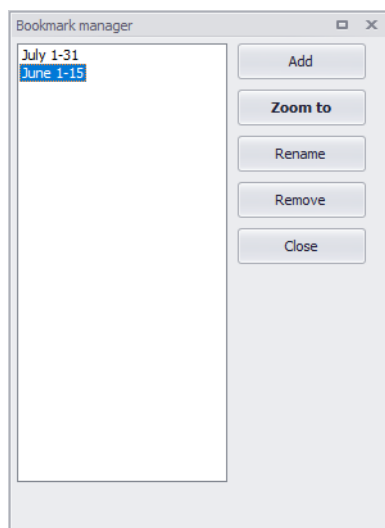 Bookmark manager
July 1-31
June 1-15
Add
Zoom to
Rename
Remove
Close